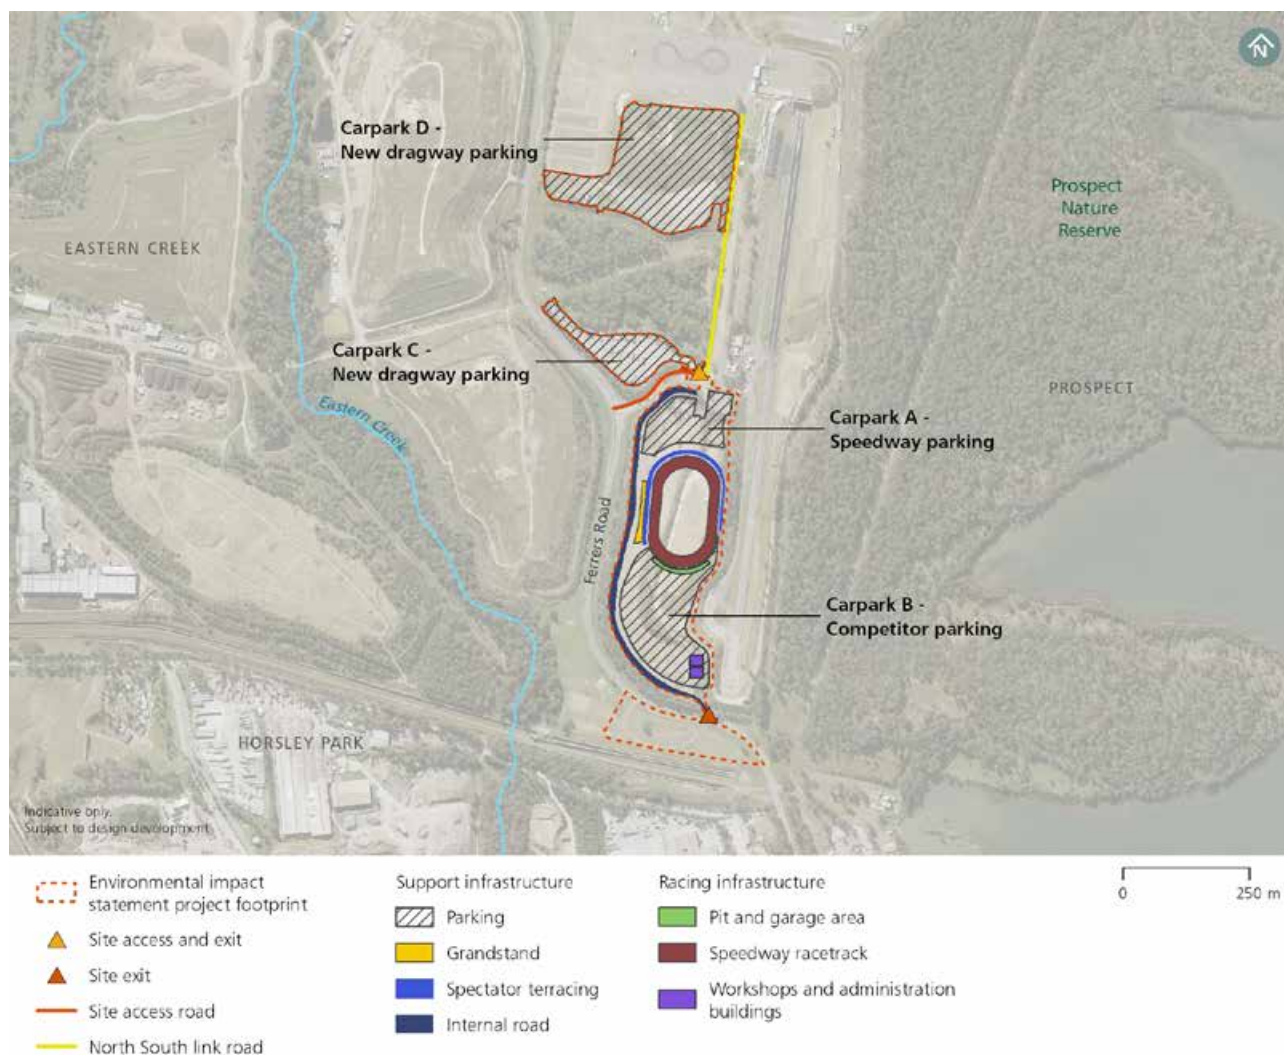 N
Carpark D -
New dragway parking
Prospect
Nature
Reserve
EASTERN CREEK
Carpark C -
New dragway parking
PROSPECT
Eastern Creek
Carpark A -
Speedway parking
Ferrers Road
Carpark B -
Competitor parking
HORSLEY PARK
Indicative only.
Subject to design development
Environmental impact
statement project footprint
Site access and exit
Site exit
Site access road
North South link road
Support infrastructure
Parking
Grandstand
Spectator terracing
Internal road
Racing infrastructure
Pit and garage area
Speedway racetrack
Workshops and administration
buildings
0 250 m